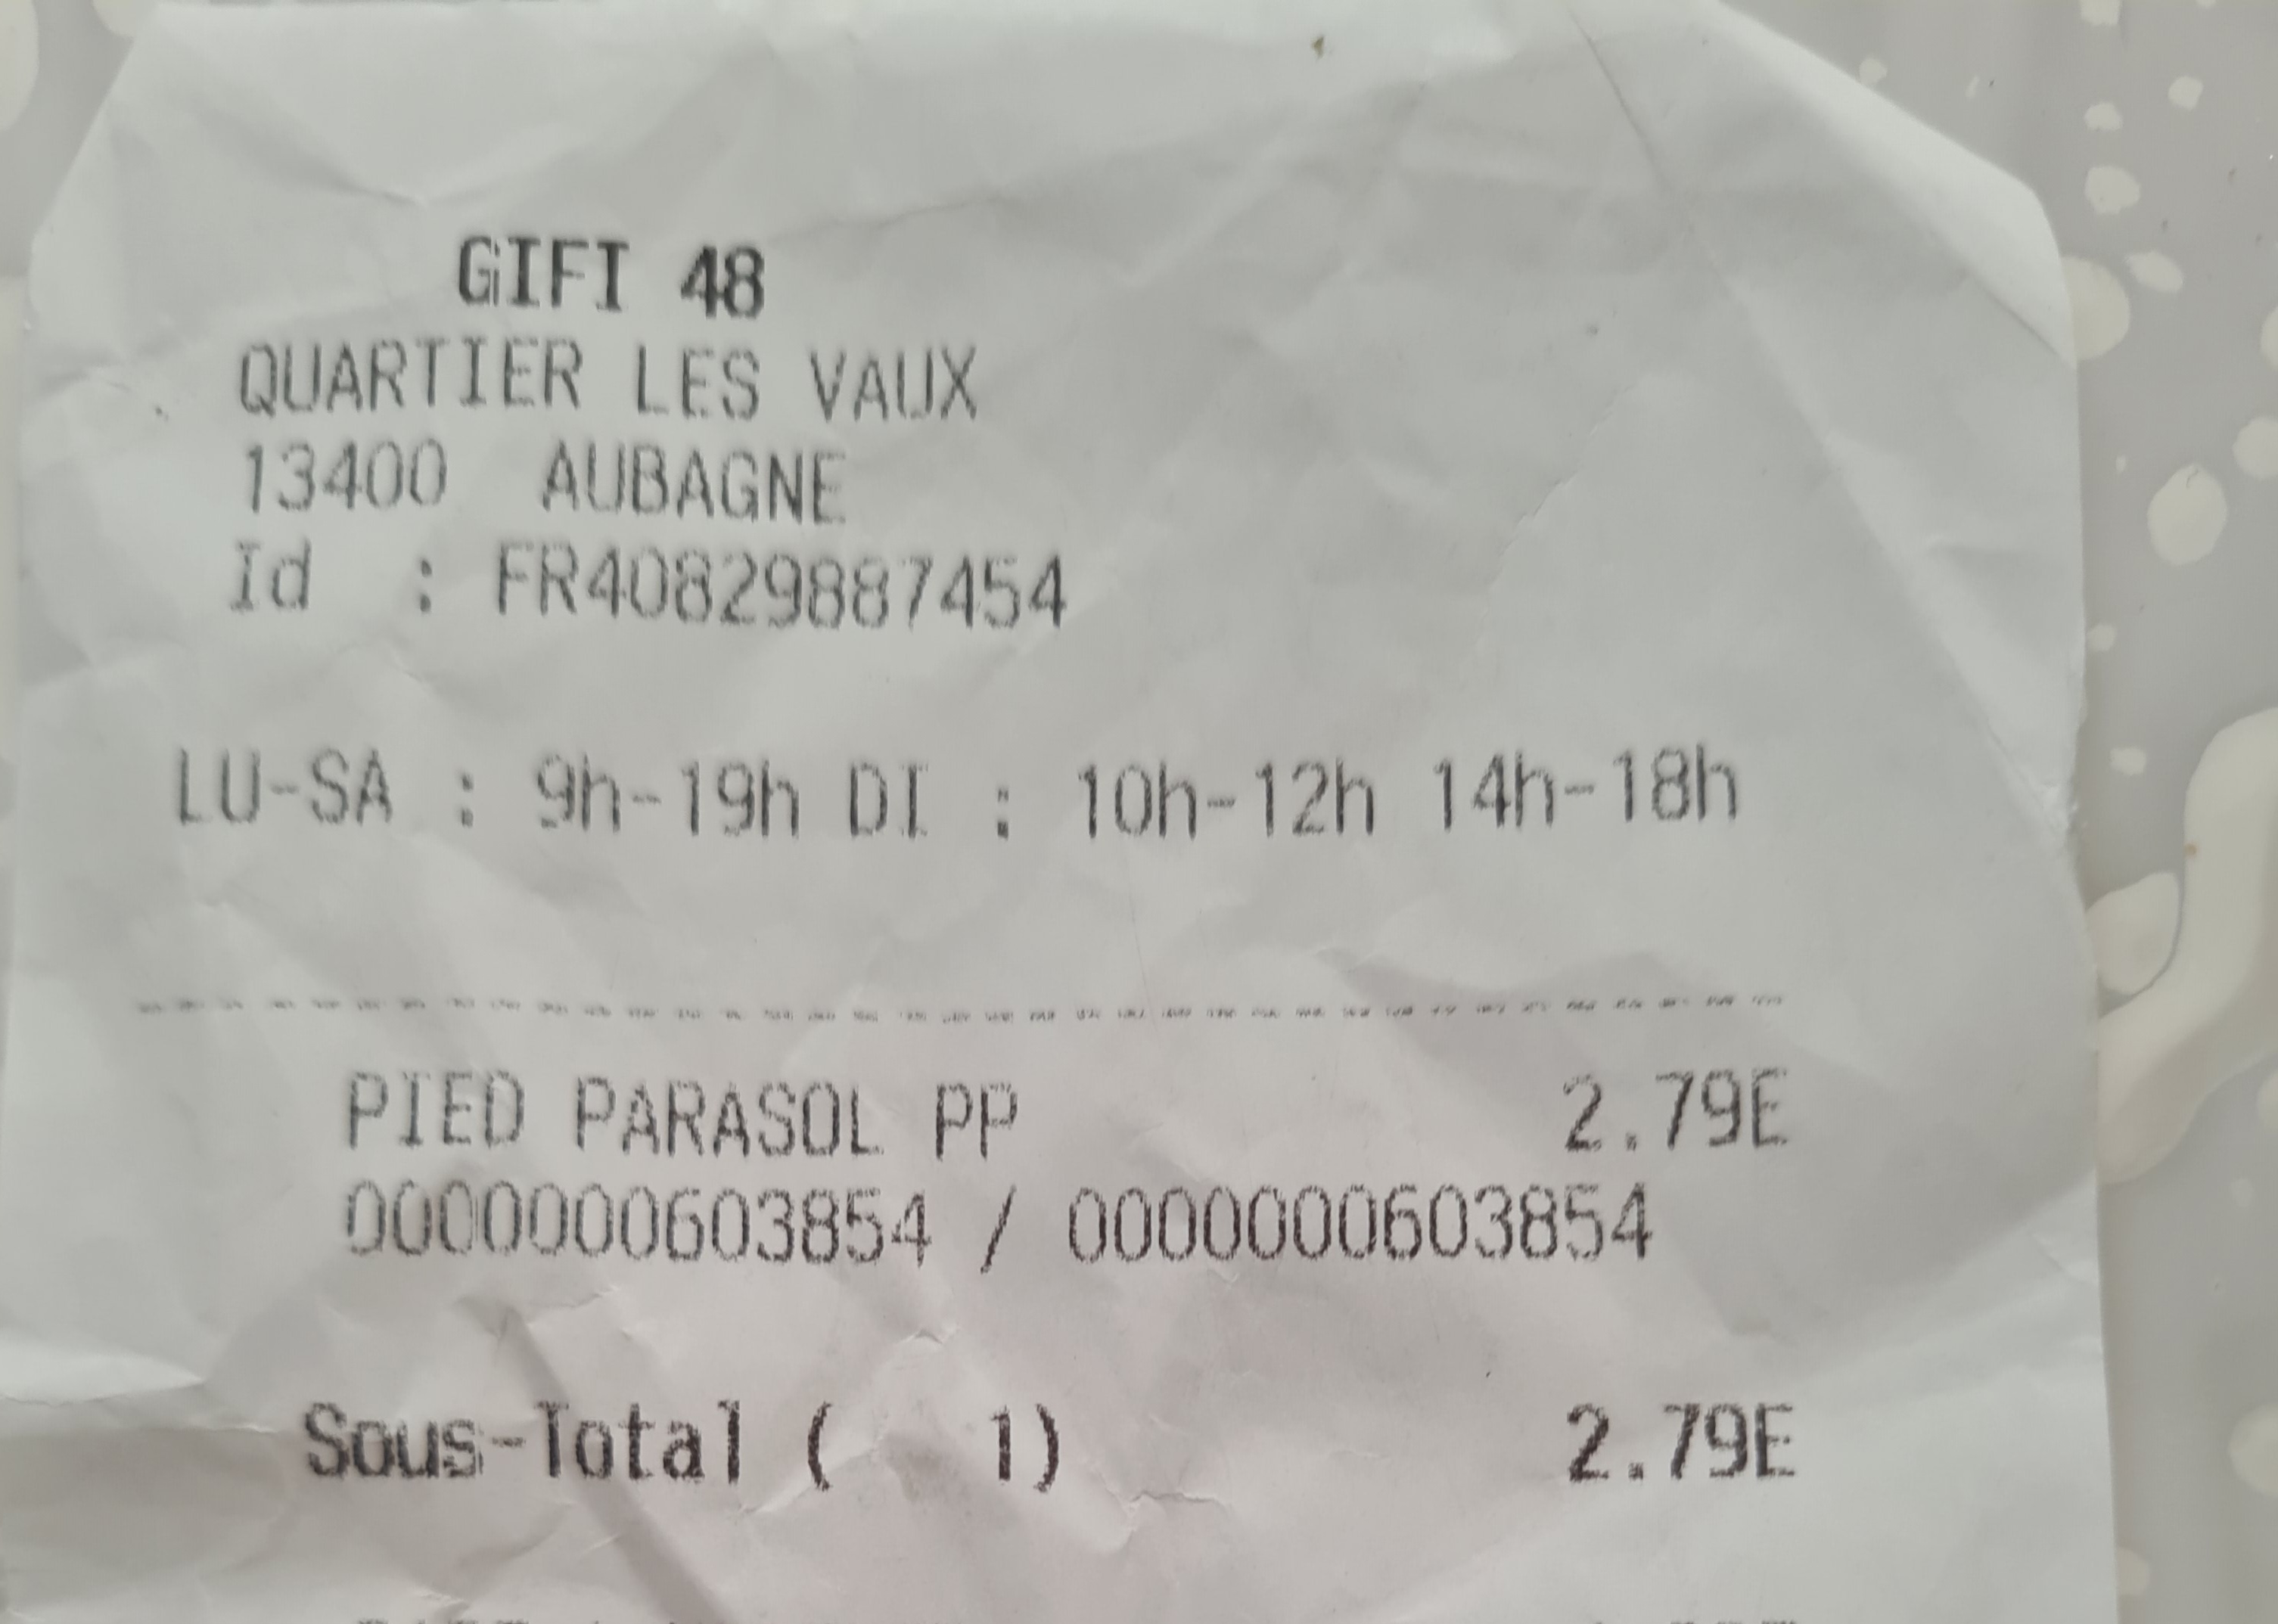 GIFI 48
QUARTIER LES VAUX
13400 AUBAGNE
Id : FR40829887454
LU-SA : 9h-19h DI : 10h-12h 14h-18h
PIED PARASOL PP 2.79E
0000000603854 / 0000000603854
Sous-Total ( 1) 2.79E